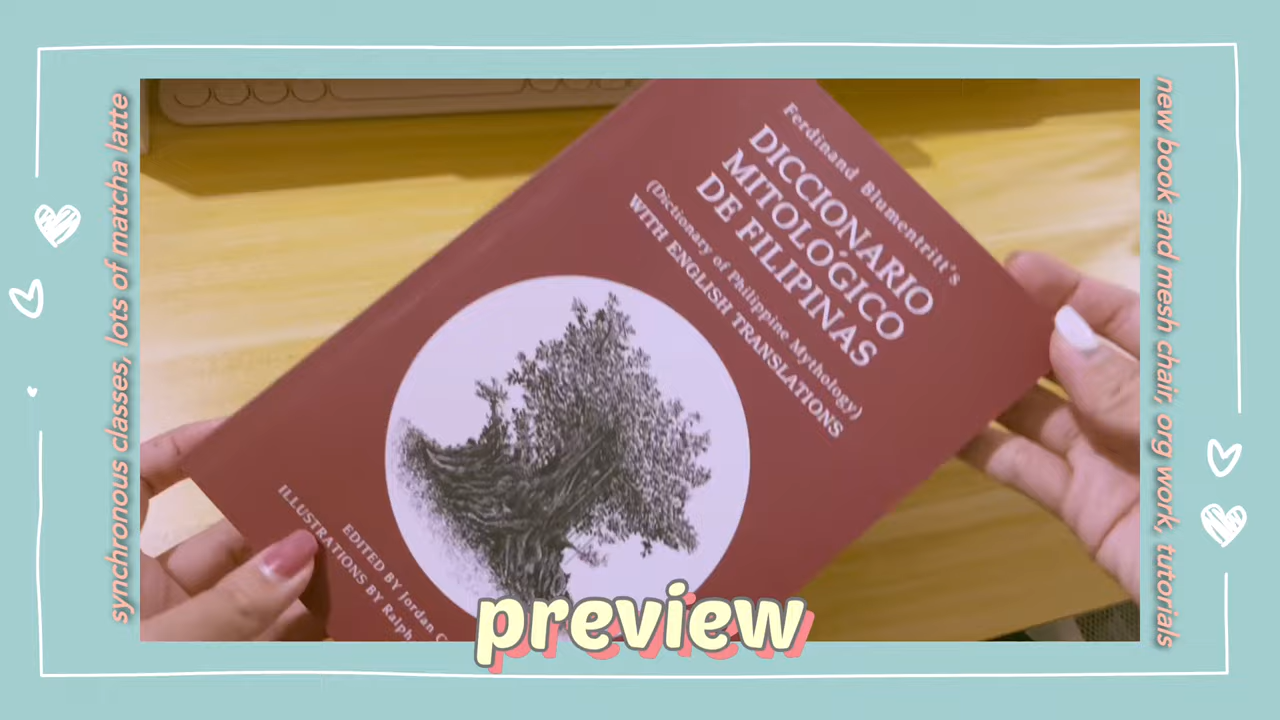 synchronous classes, lots of matcha latte
Ferdinand Blumentritt's
DICCIONARIO
MITOLÓGICO
DE FILIPINAS
(Dictionary of Philippine Mythology)
WITH ENGLISH TRANSLATIONS
EDITED BY Jordan
ILLUSTRATIONS BY Ralph
preview
new book and mesh chair, org work, tutorials